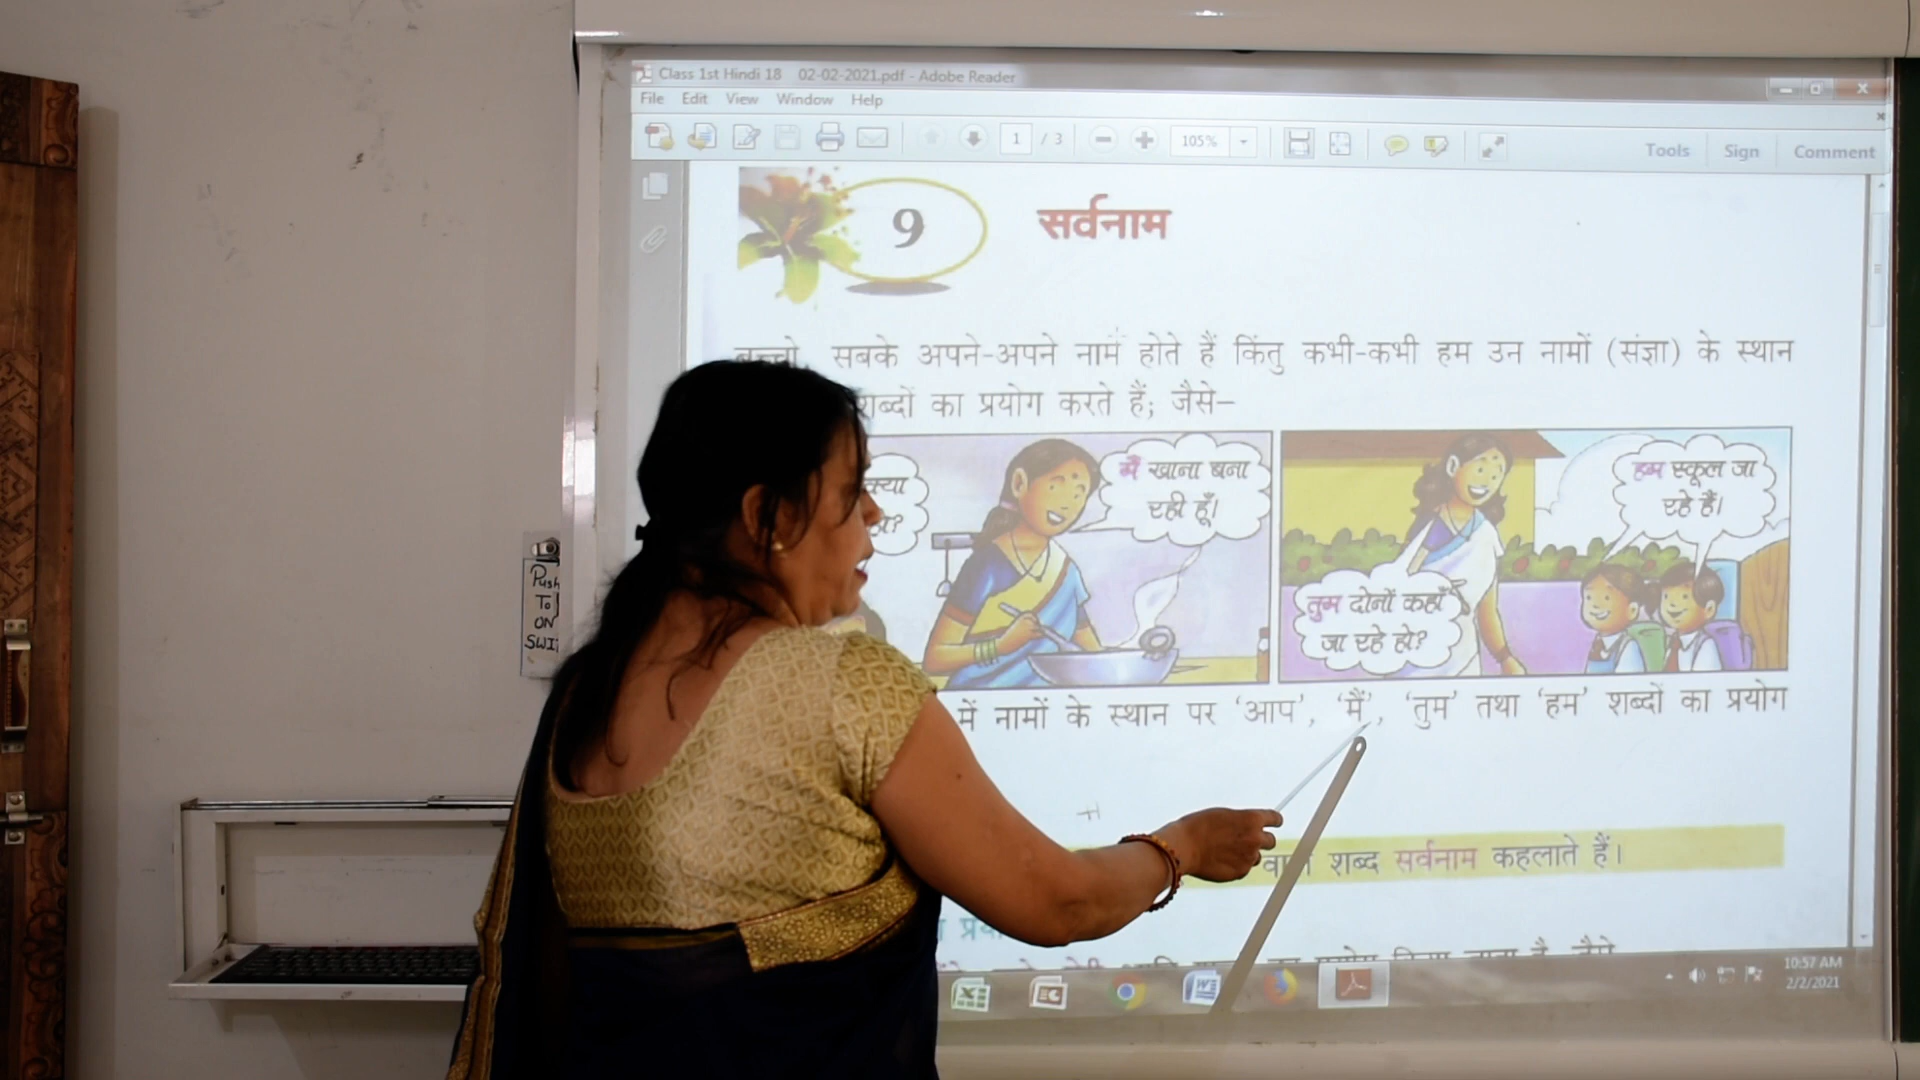 Class 1st Hindi 18 02-02-2021.pdf - Adobe Reader
File Edit View Window Help
1 / 3 105% Tools Sign Comment
9 सर्वनाम
बच्चो सबके अपने-अपने नाम होते हैं किंतु कभी-कभी हम उन नामों (संज्ञा) के स्थान
शब्दों का प्रयोग करते हैं; जैसे–
क्या
हो?
मैं खाना बना
रही हूँ।
हम स्कूल जा
रहे हैं।
तुम दोनों कहाँ
जा रहे हो?
में नामों के स्थान पर ‘आप’, ‘मैं’, ‘तुम’ तथा ‘हम’ शब्दों का प्रयोग
शब्द सर्वनाम कहलाते हैं।
Push
To
ON
10:57 AM
2/2/2021